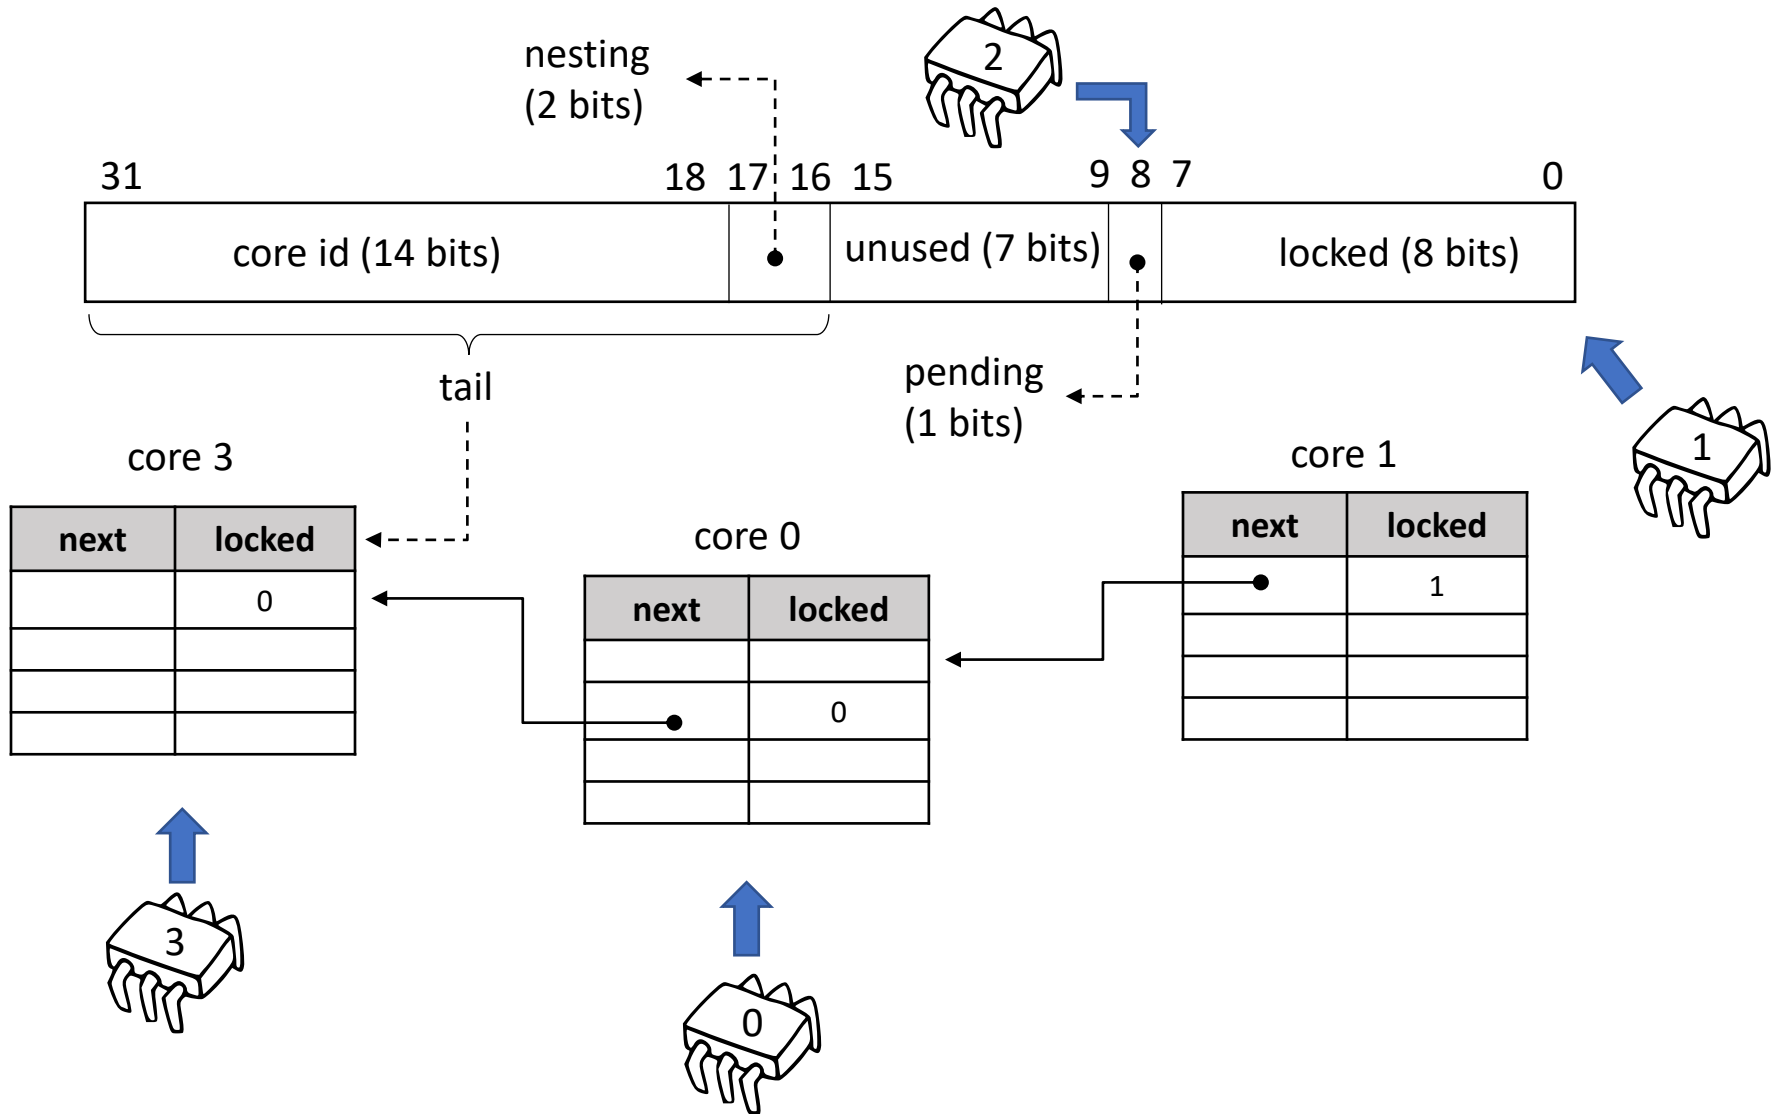 nesting
(2 bits)
2
31 18 17 16 15 9 8 7 0
core id (14 bits) unused (7 bits) locked (8 bits)
tail
pending
(1 bits)
1
core 3
next locked
0
core 0
next locked
0
core 1
next locked
1
3
0